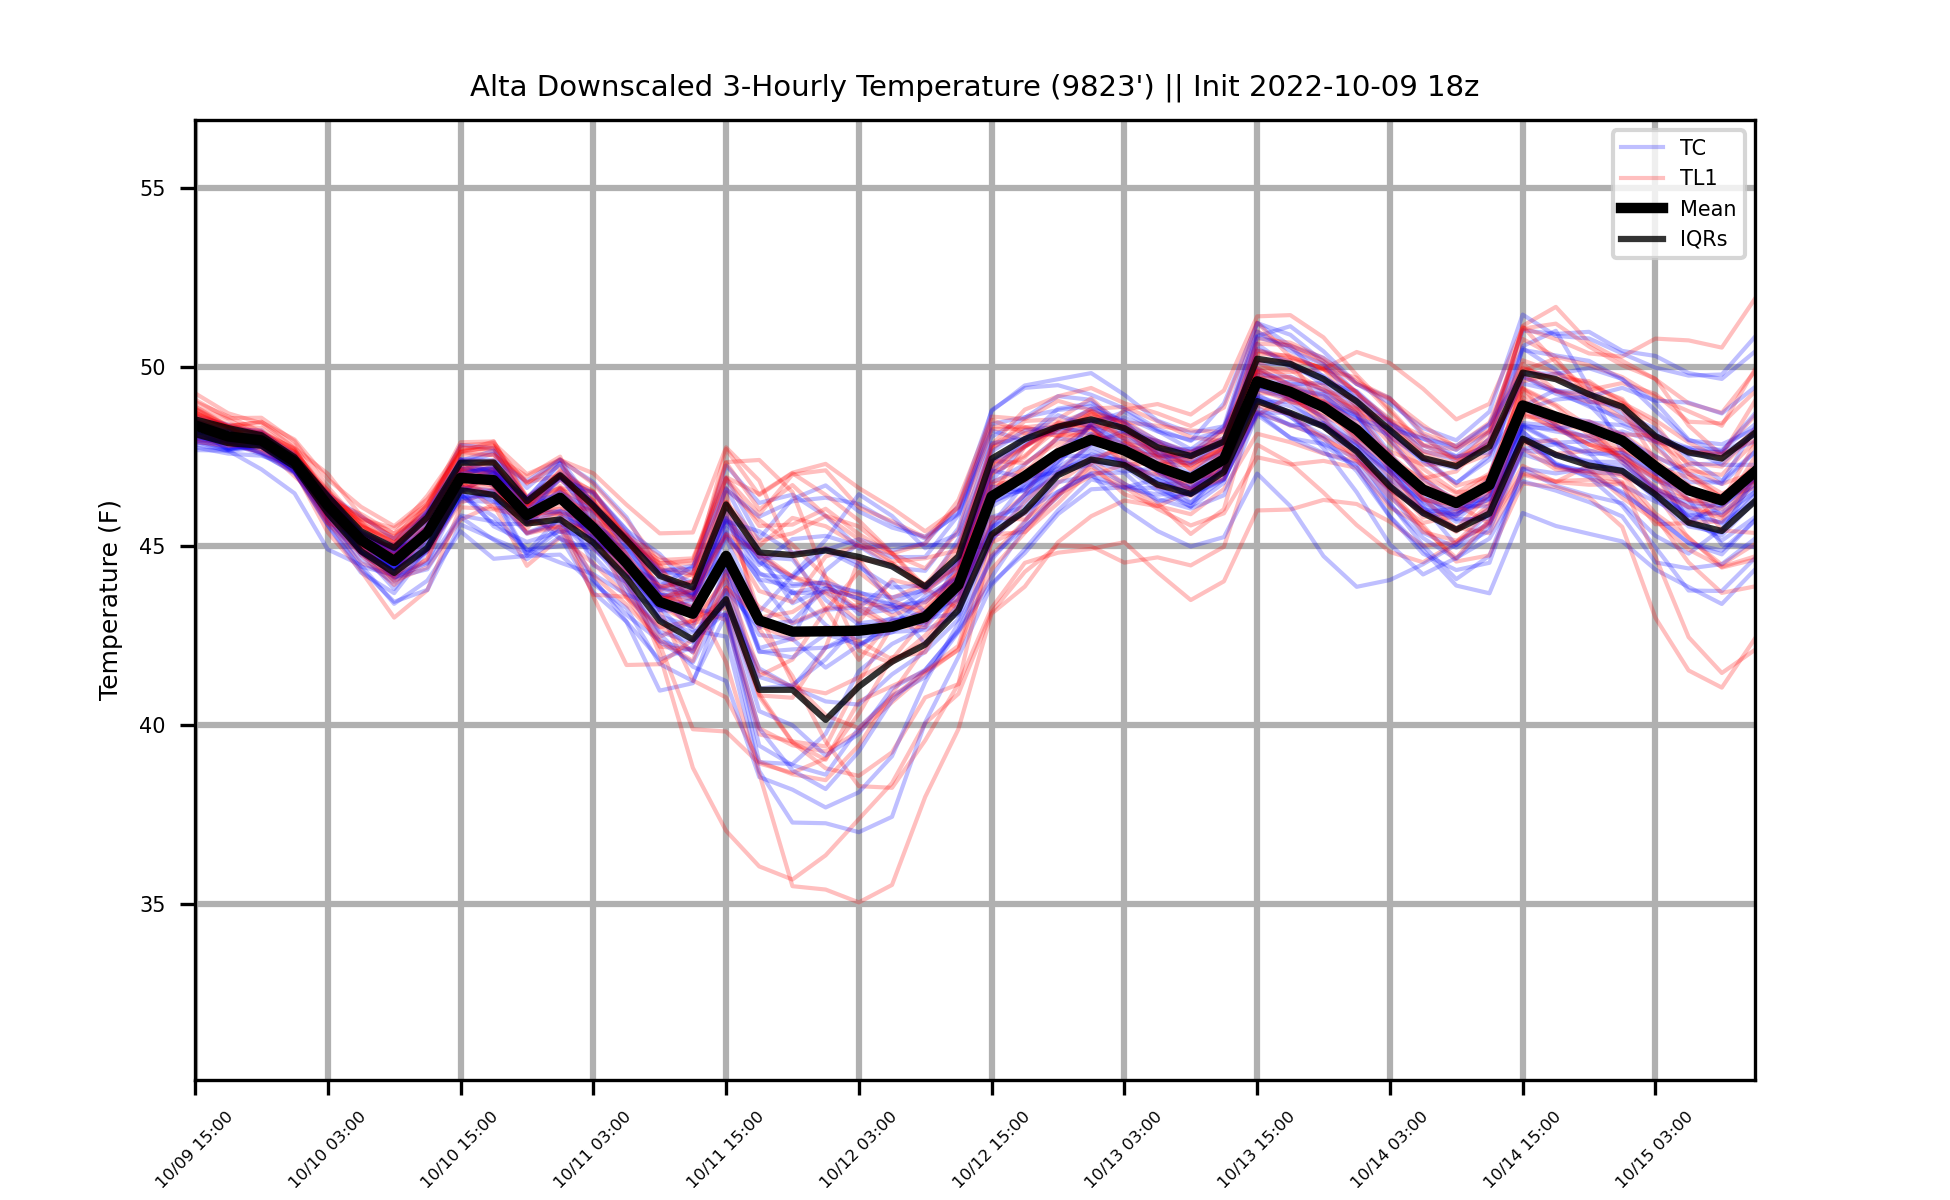 Alta Downscaled 3-Hourly Temperature (9823') || Init 2022-10-09 18z
TC
TL1
Mean
IQRs
Temperature (F)
55
50
45
40
35
10/09 15:00
10/10 03:00
10/10 15:00
10/11 03:00
10/11 15:00
10/12 03:00
10/12 15:00
10/13 03:00
10/13 15:00
10/14 03:00
10/14 15:00
10/15 03:00